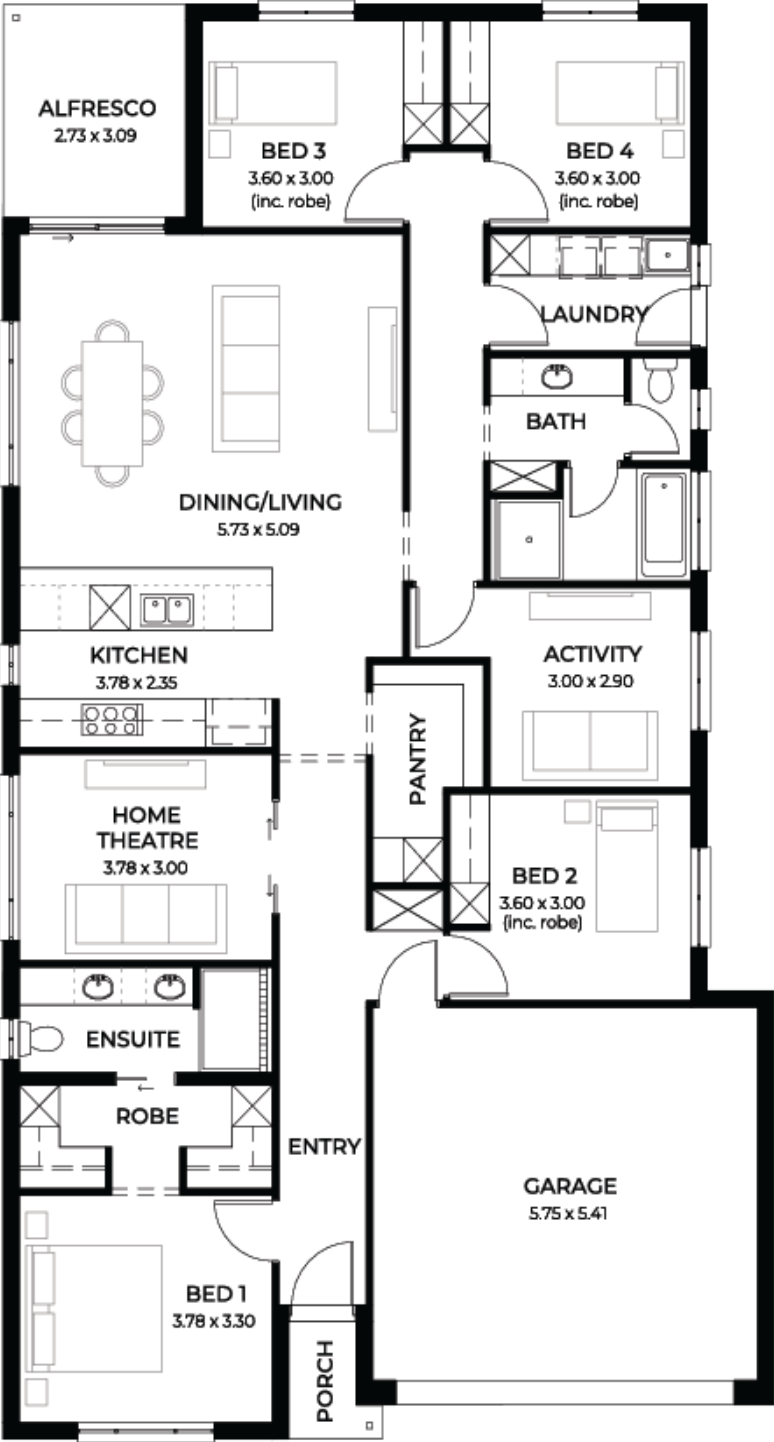 ALFRESCO
2.73 x 3.09
BED 3
3.60 x 3.00
(inc. robe)
BED 4
3.60 x 3.00
(inc. robe)
LAUNDRY
BATH
DINING/LIVING
5.73 x 5.09
KITCHEN
3.78 x 2.35
ACTIVITY
3.00 x 2.90
PANTRY
HOME
THEATRE
3.78 x 3.00
BED 2
3.60 x 3.00
(inc. robe)
ENSUITE
ROBE
ENTRY
GARAGE
5.75 x 5.41
BED 1
3.78 x 3.30
PORCH